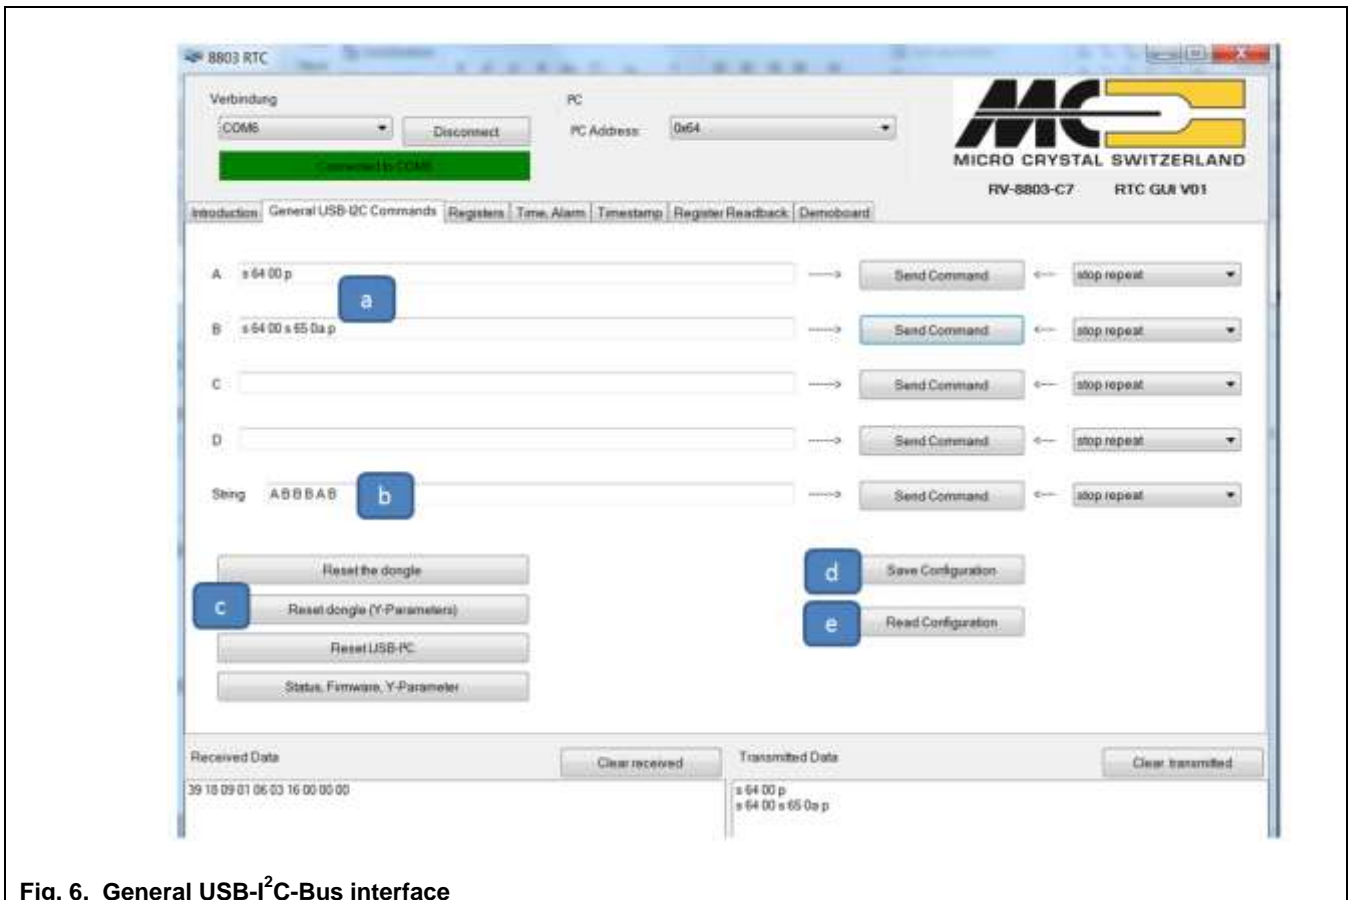 8803 RTC
Verbindung
I²C
COM6
Disconnect
I²C Address:
0x64
Connected to COM6
MC
MICRO CRYSTAL SWITZERLAND
RV-8803-C7 RTC GUI V01
Introduction General USB-I2C Commands Registers Time, Alarm Timestamp Register Readback Demoboard
A s 64 00 p -----> Send Command <--- stop repeat
a
B s 64 00 s 65 0a p -----> Send Command <--- stop repeat
C -----> Send Command <--- stop repeat
D -----> Send Command <--- stop repeat
String A B B B A B b -----> Send Command <--- stop repeat
Reset the dongle d Save Configuration
c Reset dongle (Y-Parameters) e Read Configuration
Reset USB-I²C
Status, Firmware, Y-Parameter
Received Data Clear received Transmitted Data Clear transmitted
39 18 09 01 06 03 16 00 00 00
s 64 00 p
s 64 00 s 65 0a p
Fig. 6. General USB-I²C-Bus interface